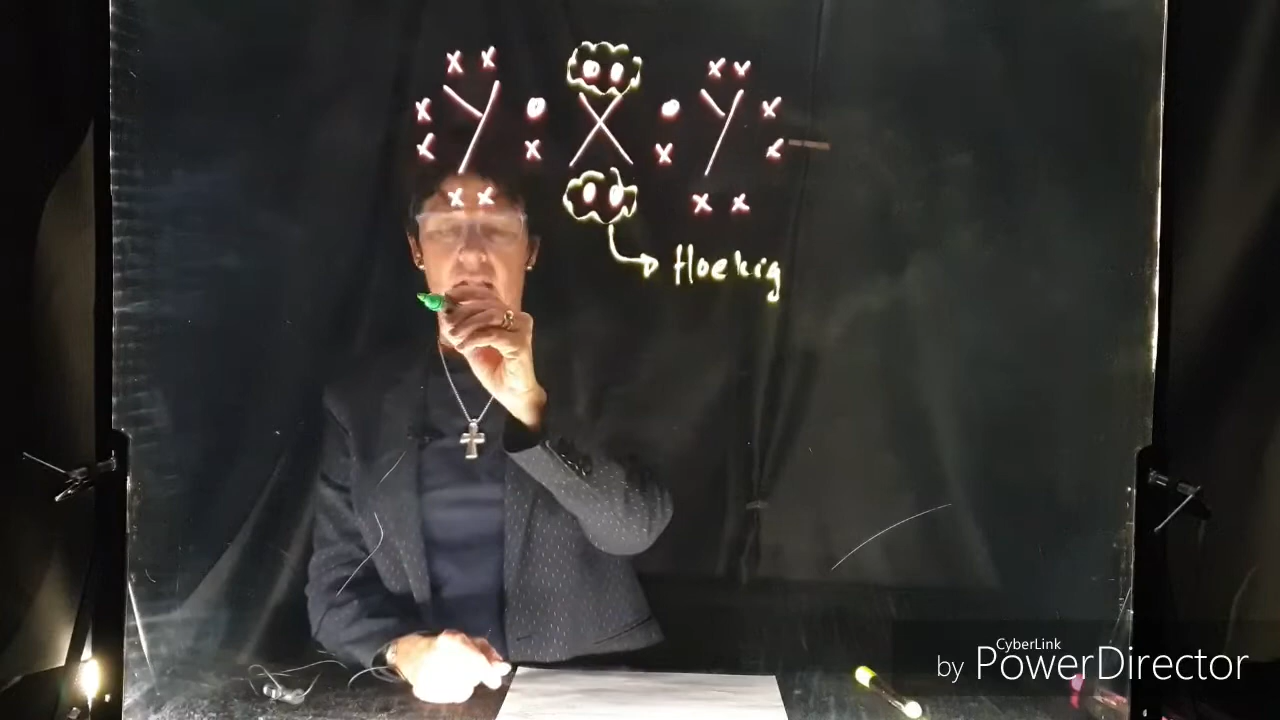 x x x x
x Y o X o Y x
x x x x
x x x x
Hoekig
CyberLink
by PowerDirector